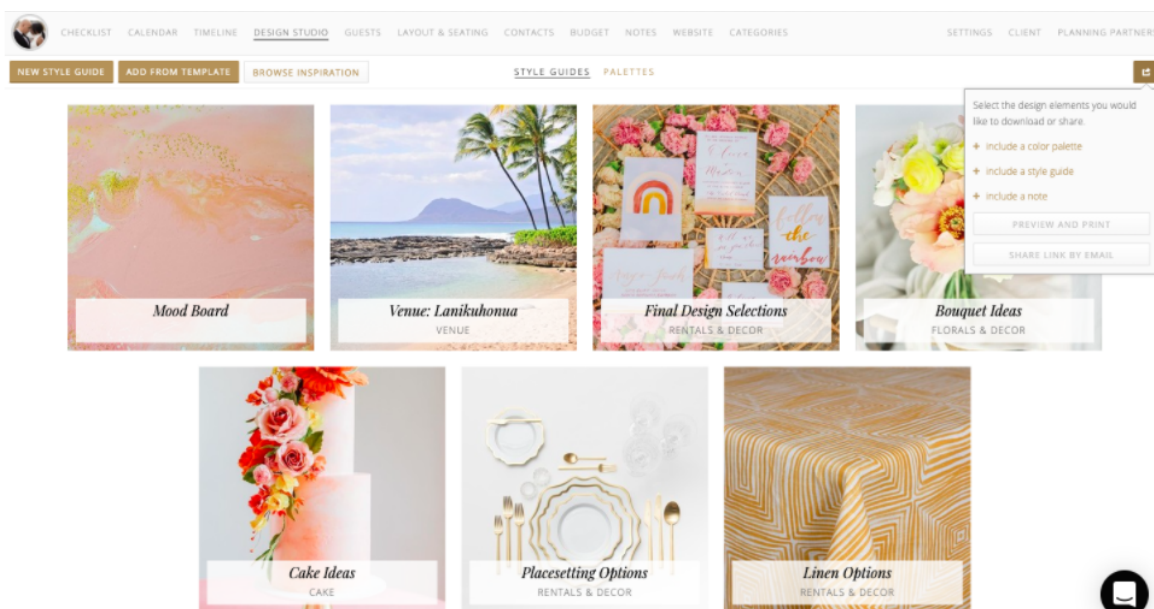 CHECKLIST CALENDAR TIMELINE DESIGN STUDIO GUESTS LAYOUT & SEATING CONTACTS BUDGET NOTES WEBSITE CATEGORIES SETTINGS CLIENT PLANNING PARTNERS
NEW STYLE GUIDE ADD FROM TEMPLATE BROWSE INSPIRATION STYLE GUIDES PALETTES
Select the design elements you would
like to download or share.
+ include a color palette
+ include a style guide
+ include a note
PREVIEW AND PRINT
SHARE LINK BY EMAIL
follow
the
rainbow
Mood Board
Venue: Lanikuhonua
VENUE
Final Design Selections
RENTALS & DECOR
Bouquet Ideas
FLORALS & DECOR
Cake Ideas
CAKE
Placesetting Options
RENTALS & DECOR
Linen Options
RENTALS & DECOR